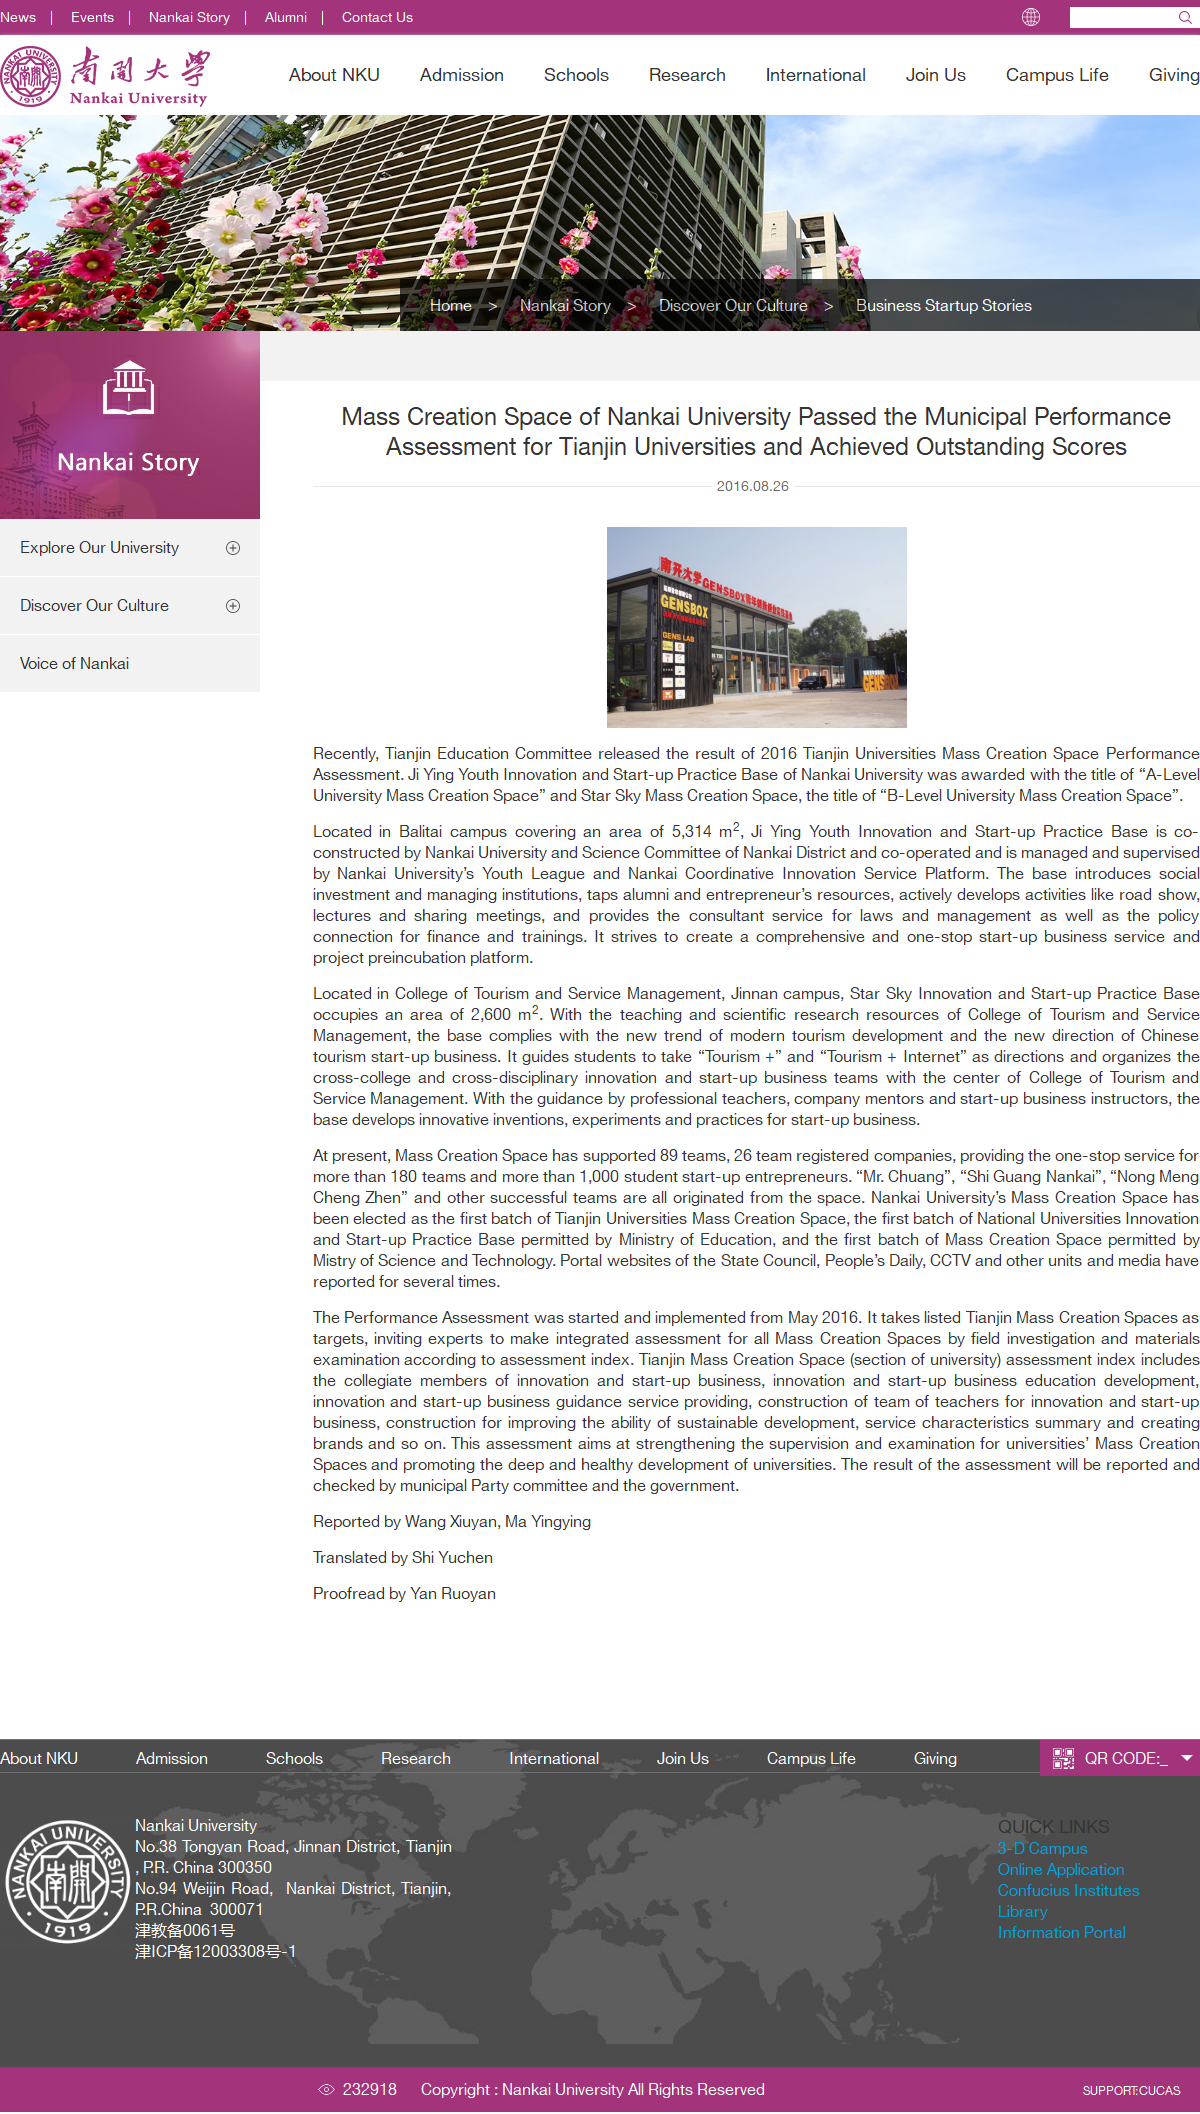 News | Events | Nankai Story | Alumni | Contact Us
南開大學
Nankai University
NANKAI UNIVERSITY
1919
About NKU Admission Schools Research International Join Us Campus Life Giving
Home > Nankai Story > Discover Our Culture > Business Startup Stories
Nankai Story
Explore Our University
Discover Our Culture
Voice of Nankai
Mass Creation Space of Nankai University Passed the Municipal Performance
Assessment for Tianjin Universities and Achieved Outstanding Scores
2016.08.26
南开大学GENSBOX
GENSBOX
GENS LAB
GENSBOX
Recently, Tianjin Education Committee released the result of 2016 Tianjin Universities Mass Creation Space Performance
Assessment. Ji Ying Youth Innovation and Start-up Practice Base of Nankai University was awarded with the title of “A-Level
University Mass Creation Space” and Star Sky Mass Creation Space, the title of “B-Level University Mass Creation Space”.
Located in Balitai campus covering an area of 5,314 m², Ji Ying Youth Innovation and Start-up Practice Base is co-
constructed by Nankai University and Science Committee of Nankai District and co-operated and is managed and supervised
by Nankai University’s Youth League and Nankai Coordinative Innovation Service Platform. The base introduces social
investment and managing institutions, taps alumni and entrepreneur’s resources, actively develops activities like road show,
lectures and sharing meetings, and provides the consultant service for laws and management as well as the policy
connection for finance and trainings. It strives to create a comprehensive and one-stop start-up business service and
project preincubation platform.
Located in College of Tourism and Service Management, Jinnan campus, Star Sky Innovation and Start-up Practice Base
occupies an area of 2,600 m². With the teaching and scientific research resources of College of Tourism and Service
Management, the base complies with the new trend of modern tourism development and the new direction of Chinese
tourism start-up business. It guides students to take “Tourism +” and “Tourism + Internet” as directions and organizes the
cross-college and cross-disciplinary innovation and start-up business teams with the center of College of Tourism and
Service Management. With the guidance by professional teachers, company mentors and start-up business instructors, the
base develops innovative inventions, experiments and practices for start-up business.
At present, Mass Creation Space has supported 89 teams, 26 team registered companies, providing the one-stop service for
more than 180 teams and more than 1,000 student start-up entrepreneurs. “Mr. Chuang”, “Shi Guang Nankai”, “Nong Meng
Cheng Zhen” and other successful teams are all originated from the space. Nankai University’s Mass Creation Space has
been elected as the first batch of Tianjin Universities Mass Creation Space, the first batch of National Universities Innovation
and Start-up Practice Base permitted by Ministry of Education, and the first batch of Mass Creation Space permitted by
Mistry of Science and Technology. Portal websites of the State Council, People’s Daily, CCTV and other units and media have
reported for several times.
The Performance Assessment was started and implemented from May 2016. It takes listed Tianjin Mass Creation Spaces as
targets, inviting experts to make integrated assessment for all Mass Creation Spaces by field investigation and materials
examination according to assessment index. Tianjin Mass Creation Space (section of university) assessment index includes
the collegiate members of innovation and start-up business, innovation and start-up business education development,
innovation and start-up business guidance service providing, construction of team of teachers for innovation and start-up
business, construction for improving the ability of sustainable development, service characteristics summary and creating
brands and so on. This assessment aims at strengthening the supervision and examination for universities’ Mass Creation
Spaces and promoting the deep and healthy development of universities. The result of the assessment will be reported and
checked by municipal Party committee and the government.
Reported by Wang Xiuyan, Ma Yingying
Translated by Shi Yuchen
Proofread by Yan Ruoyan
About NKU Admission Schools Research International Join Us Campus Life Giving
QR CODE:_
NANKAI UNIVERSITY
1919
Nankai University
No.38 Tongyan Road, Jinnan District, Tianjin
, P.R. China 300350
No.94 Weijin Road, Nankai District, Tianjin,
P.R.China 300071
津教备0061号
津ICP备12003308号-1
QUICK LINKS
3-D Campus
Online Application
Confucius Institutes
Library
Information Portal
232918 Copyright : Nankai University All Rights Reserved
SUPPORT:CUCAS